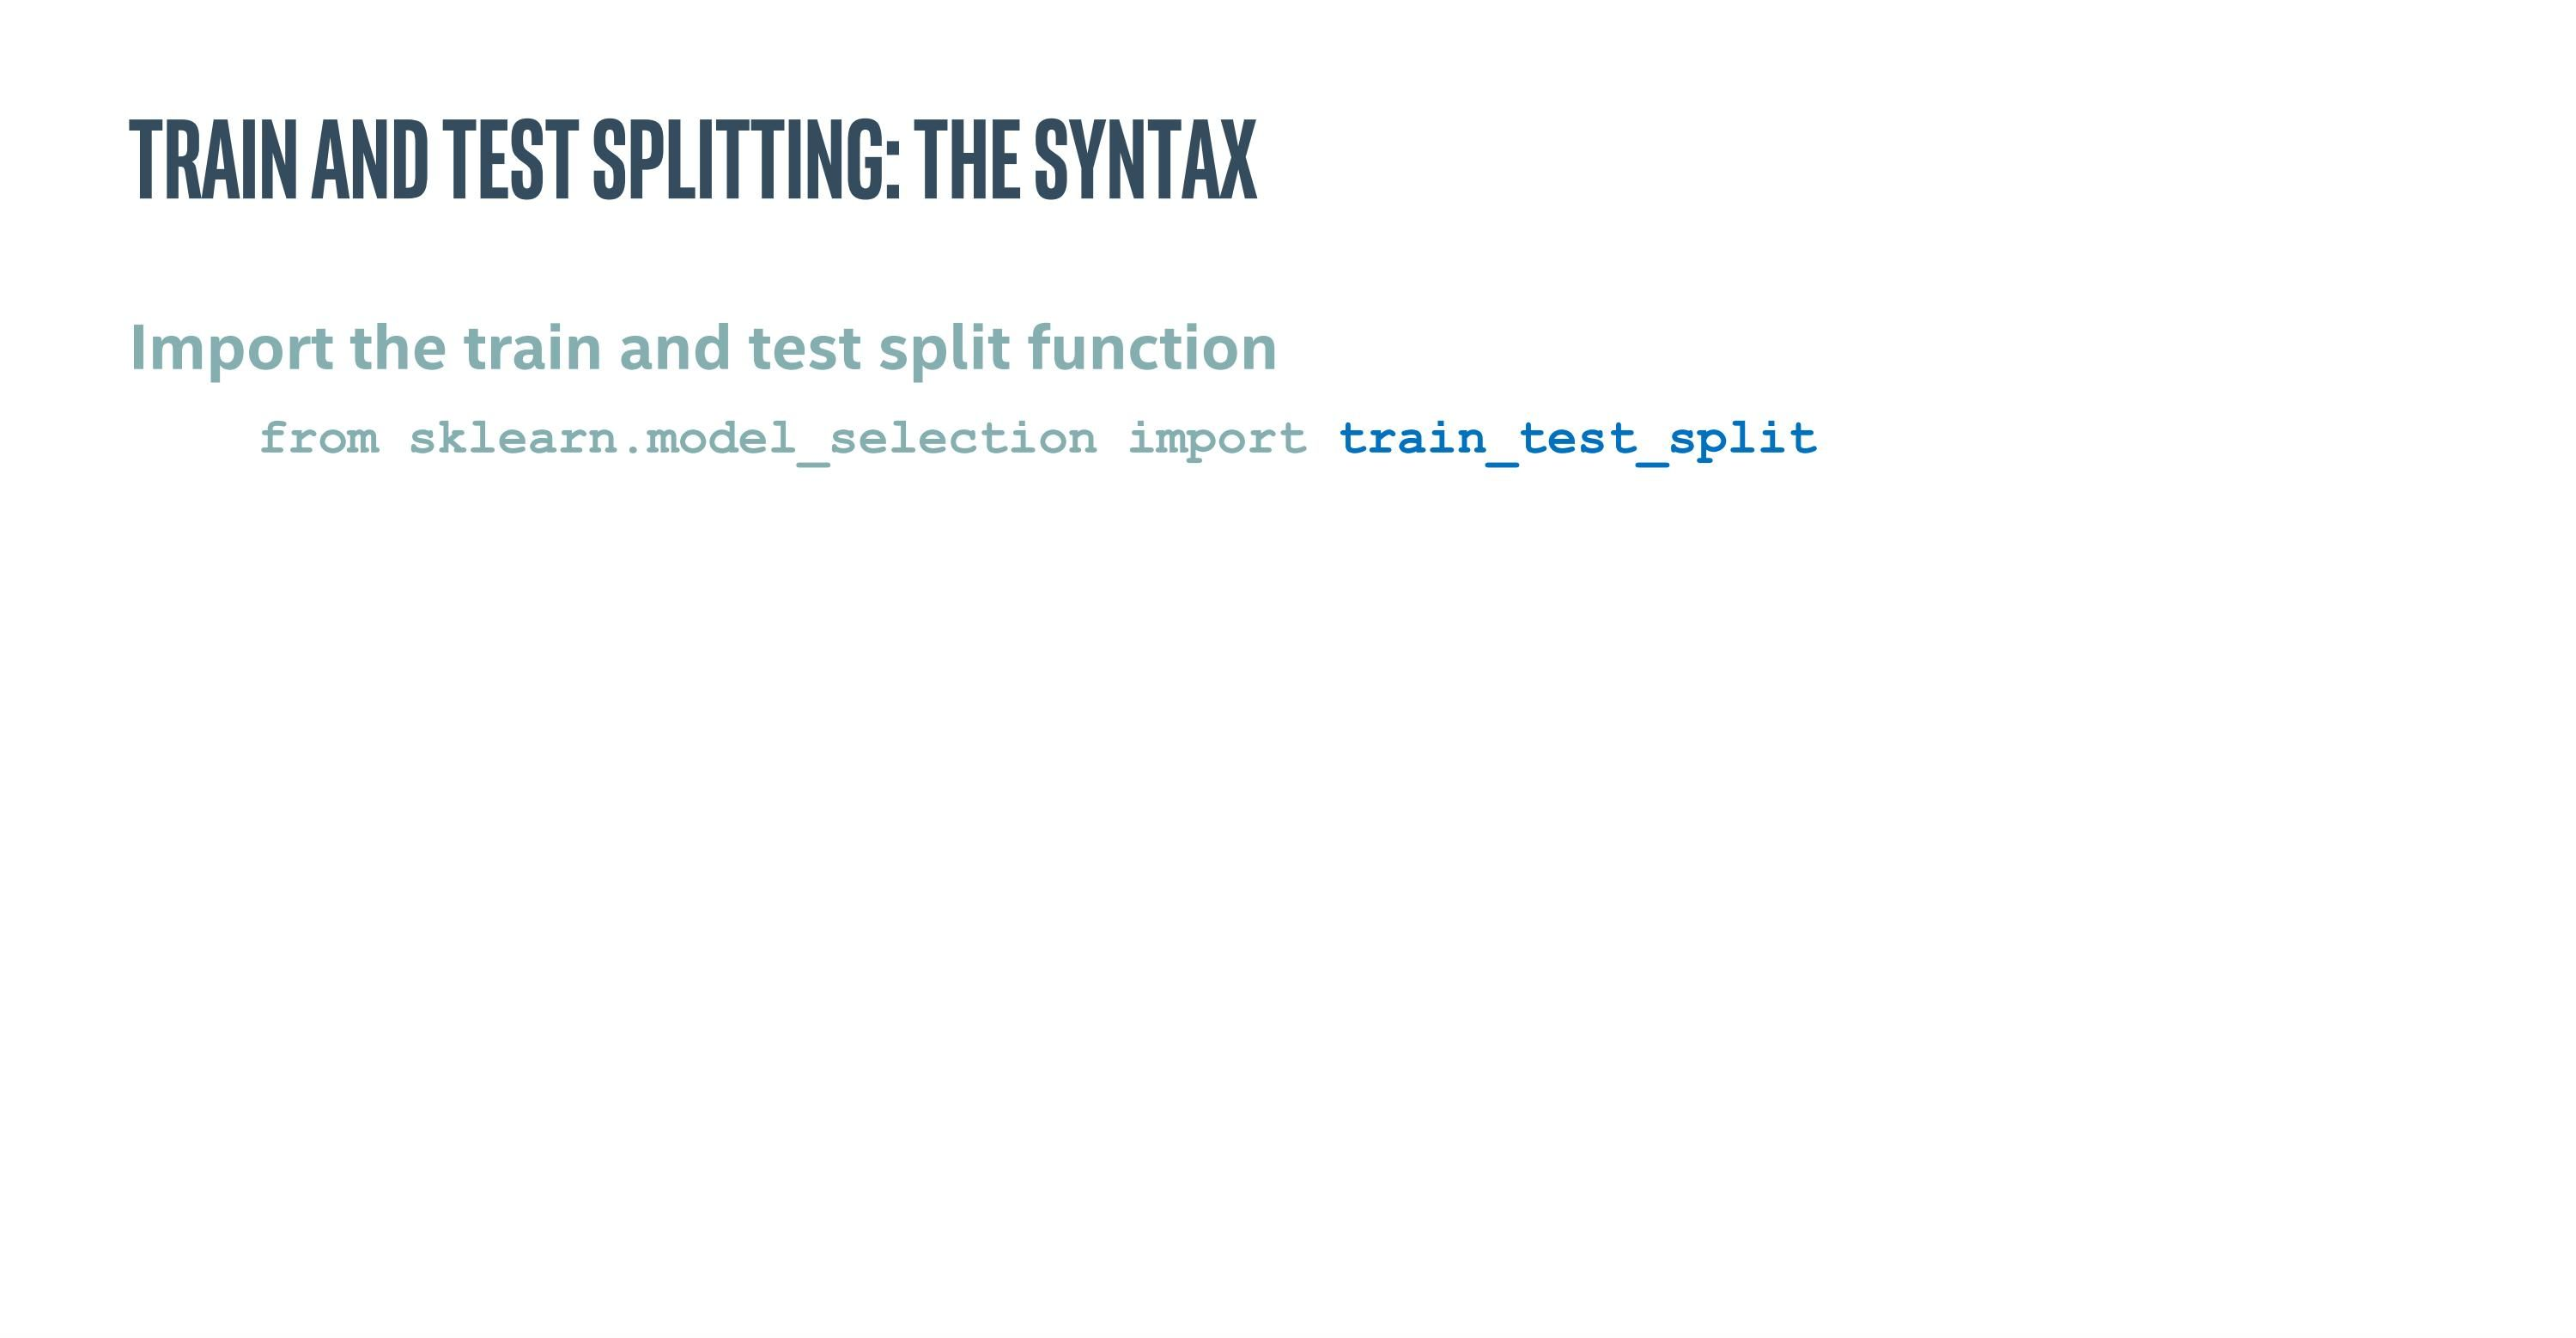 TRAIN AND TEST SPLITTING: THE SYNTAX
Import the train and test split function
from sklearn.model_selection import train_test_split